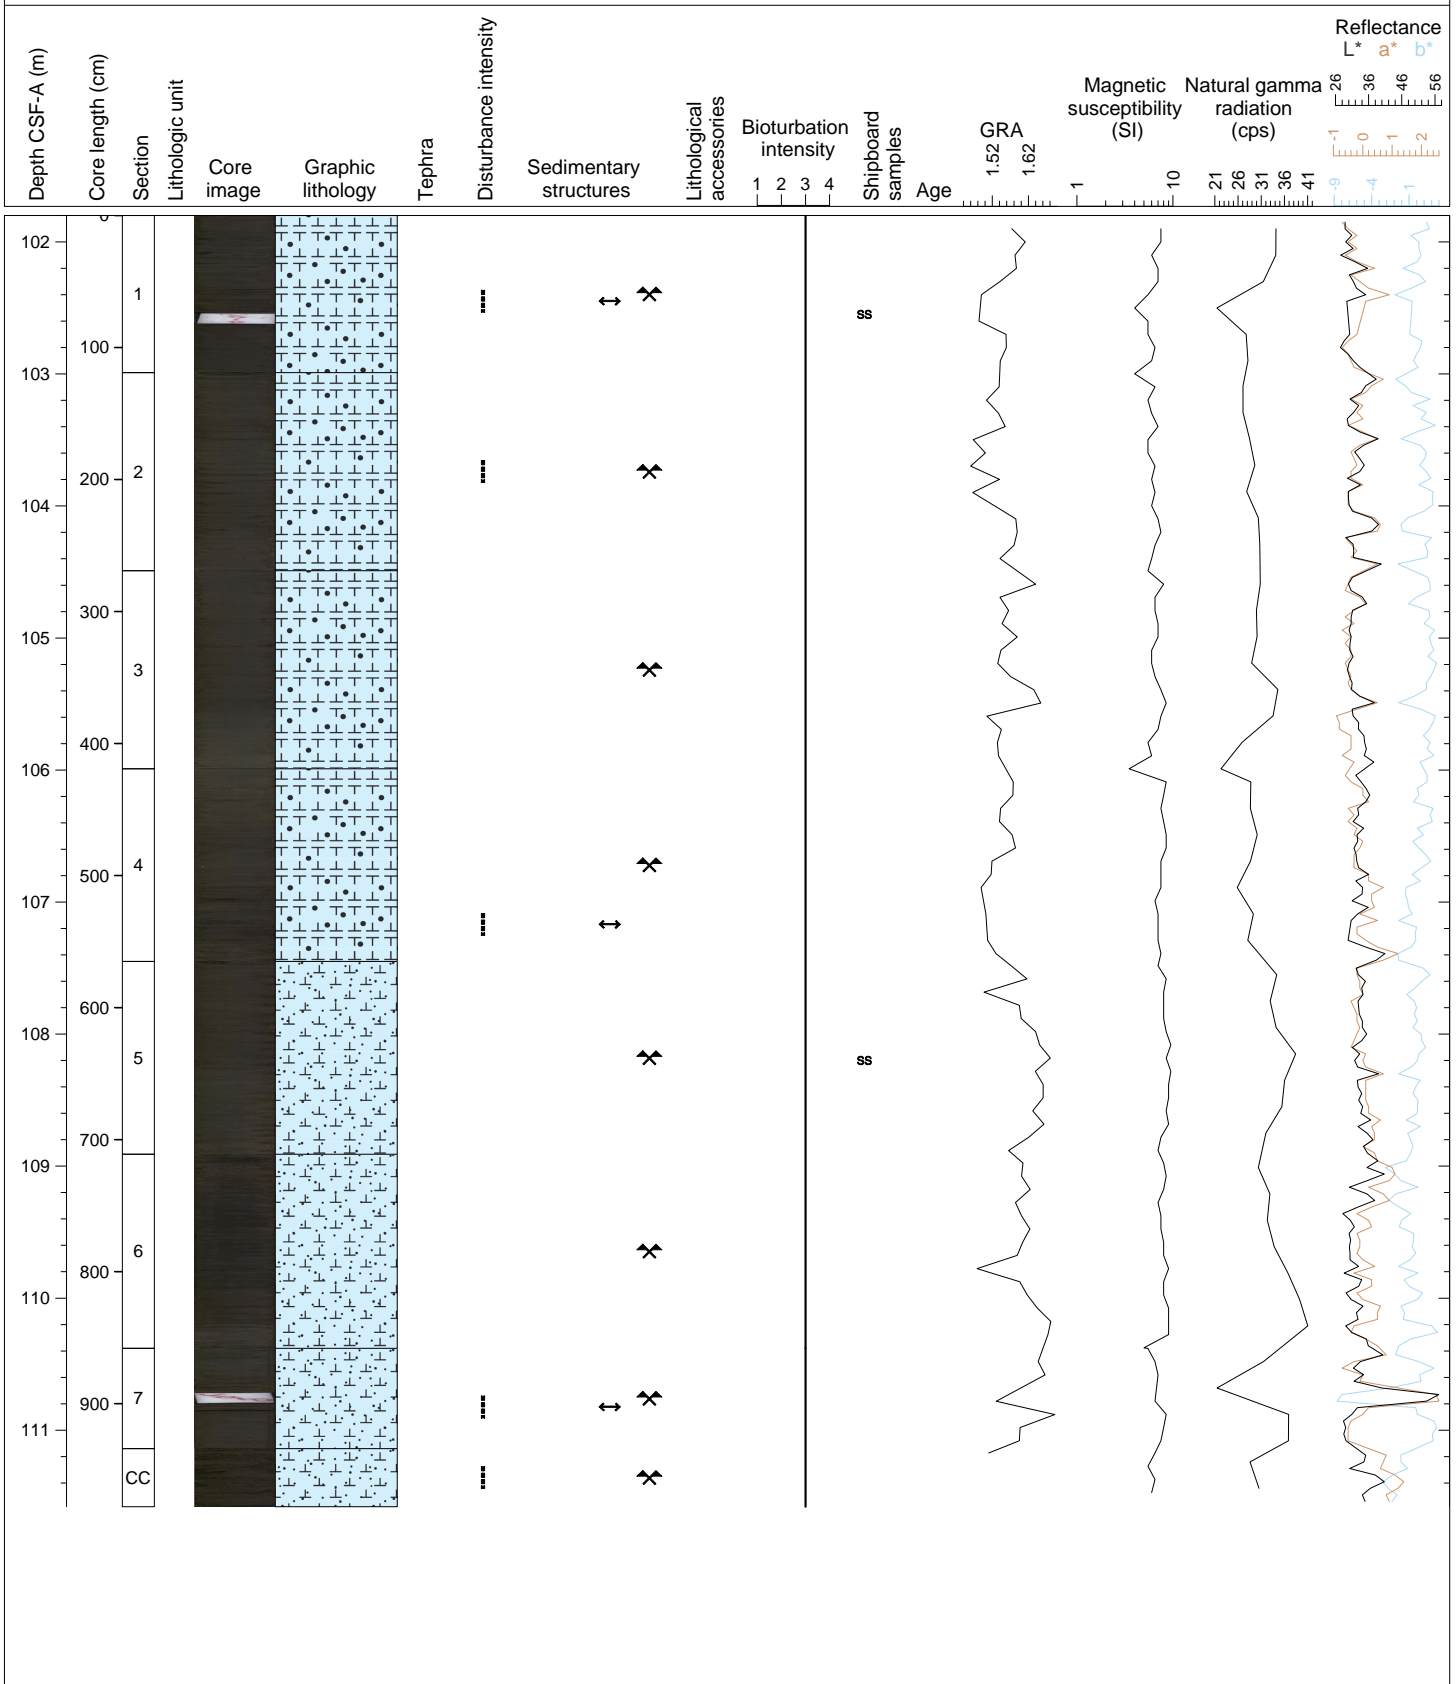 Depth CSF-A (m)
Core length (cm)
Section
Lithologic unit
Core
image
Graphic
lithology
Tephra
Disturbance intensity
Sedimentary
structures
Lithological
accessories
Bioturbation
intensity
1 2 3 4
Shipboard
samples
Age
GRA
1.52
1.62
Magnetic
susceptibility
(SI)
1
10
Natural gamma
radiation
(cps)
21
26
31
36
41
Reflectance
L* a* b*
26
36
46
56
-1
0
1
2
-9
-4
1
0
102
1
ss
100
103
2
200
104
300
105
3
400
106
4
500
107
600
108
5
ss
700
109
6
800
110
7
900
111
CC